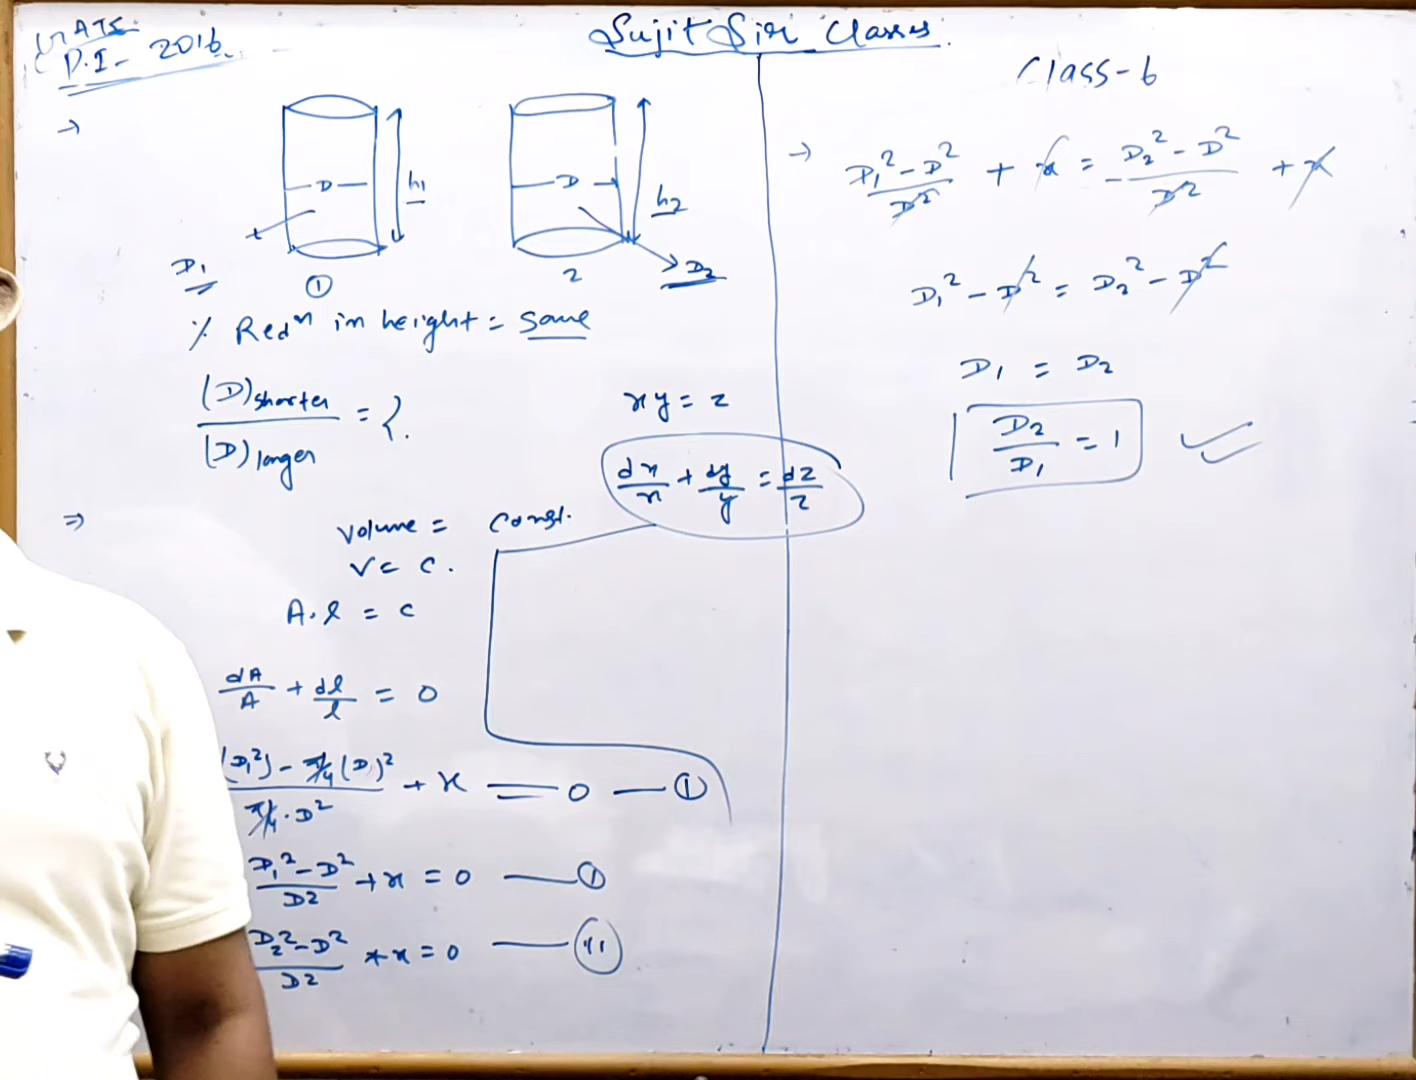 GATE
P.I - 2016
Sujit Sir Classes
Class-6
→
D
h1
D
h2
D1
①
2
D2
% Redn in height = same
(D)shorter / (D)longer = ?
xy = z
dx/x + dy/y = dz/z
⇒
Volume = Const.
V = C.
A.l = C
dA/A + dl/l = 0
(D1²) - π/4 (D)² / π/4 . D² + x = 0 — ①
D1² - D² / D² + x = 0 — ①
D2² - D² / D² + x = 0 — (ii)
→ D1² - D² / D² + x = D2² - D² / D² + x
D1² - D² = D2² - D²
D1 = D2
D2 / D1 = 1